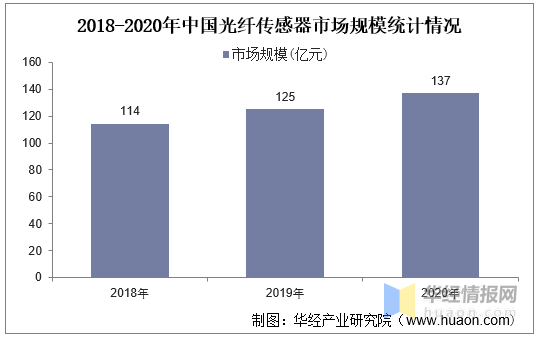 2018-2020年中国光纤传感器市场规模统计情况
市场规模(亿元)
160
140
120
100
80
60
40
20
0
114
125
137
2018年
2019年
2020年
华经情报网
huaon.com
制图：华经产业研究院（www.huaon.com）